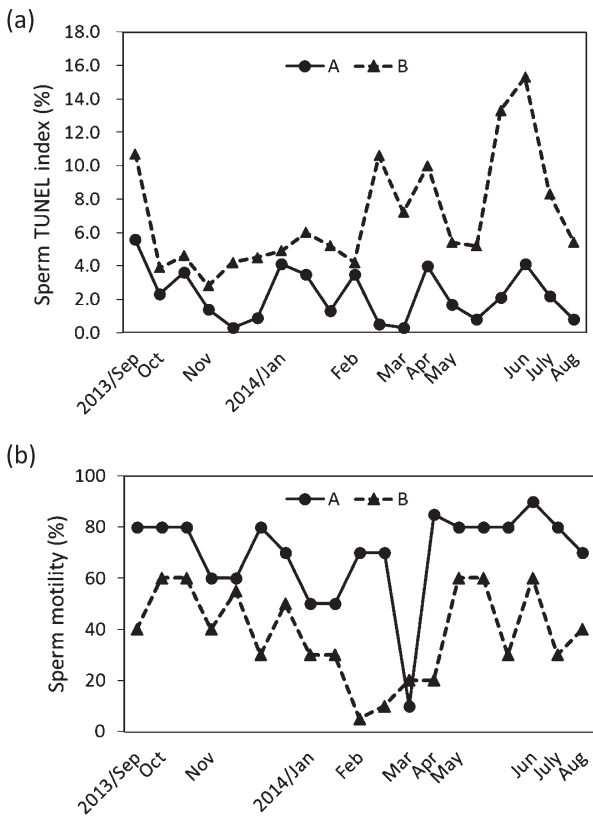 (a)
Sperm TUNEL index (%)
18.0
16.0
14.0
12.0
10.0
8.0
6.0
4.0
2.0
0.0
A B
2013/Sep Oct Nov 2014/Jan Feb Mar Apr May Jun July Aug
(b)
Sperm motility (%)
100
80
60
40
20
0
A B
2013/Sep Oct Nov 2014/Jan Feb Mar Apr May Jun July Aug